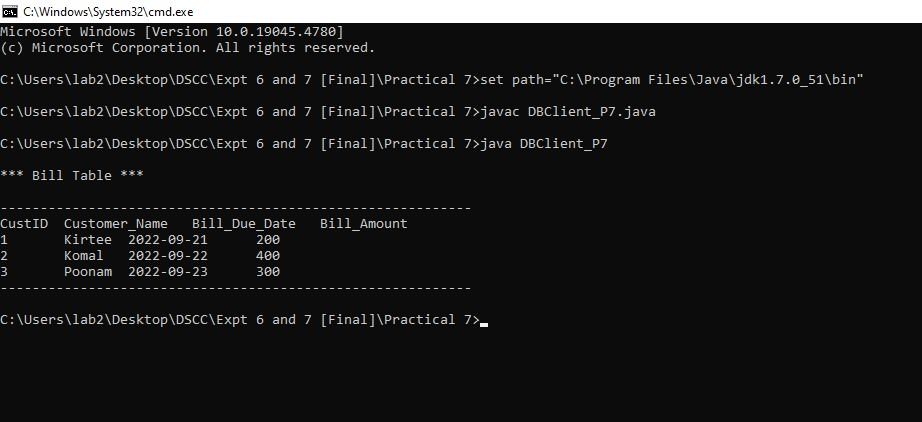 C:\Windows\System32\cmd.exe
Microsoft Windows [Version 10.0.19045.4780]
(c) Microsoft Corporation. All rights reserved.
C:\Users\lab2\Desktop\DSCC\Expt 6 and 7 [Final]\Practical 7>set path="C:\Program Files\Java\jdk1.7.0_51\bin"
C:\Users\lab2\Desktop\DSCC\Expt 6 and 7 [Final]\Practical 7>javac DBClient_P7.java
C:\Users\lab2\Desktop\DSCC\Expt 6 and 7 [Final]\Practical 7>java DBClient_P7
*** Bill Table ***
-----------------------------------------------------------
CustID  Customer_Name   Bill_Due_Date   Bill_Amount
1       Kirtee  2022-09-21      200
2       Komal   2022-09-22      400
3       Poonam  2022-09-23      300
-----------------------------------------------------------
C:\Users\lab2\Desktop\DSCC\Expt 6 and 7 [Final]\Practical 7>